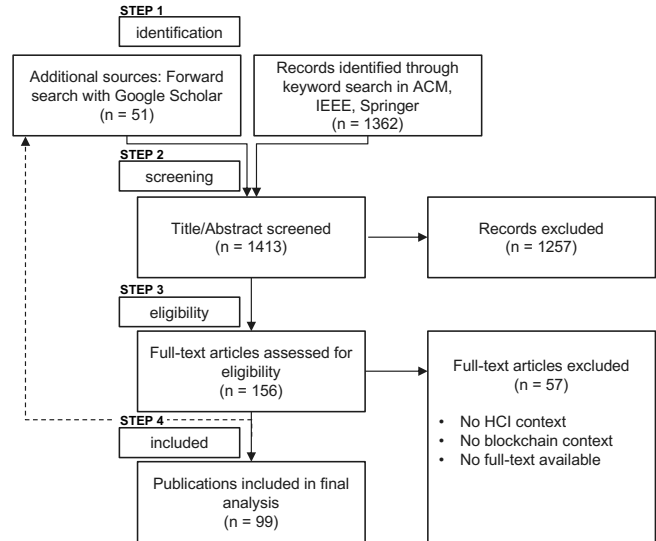 STEP 1
identification
Additional sources: Forward
search with Google Scholar
(n = 51)
Records identified through
keyword search in ACM,
IEEE, Springer
(n = 1362)
STEP 2
screening
Title/Abstract screened
(n = 1413)
Records excluded
(n = 1257)
STEP 3
eligibility
Full-text articles assessed for
eligibility
(n = 156)
Full-text articles excluded
(n = 57)
• No HCI context
• No blockchain context
• No full-text available
STEP 4
included
Publications included in final
analysis
(n = 99)